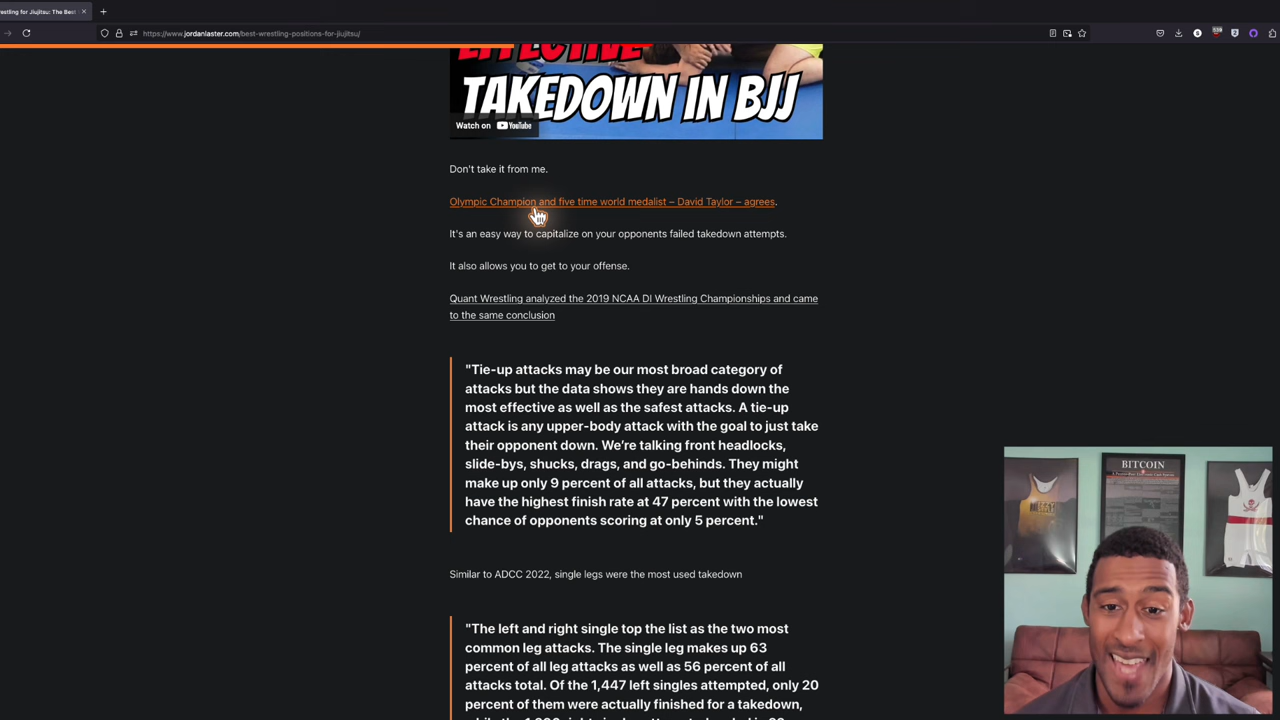 restling for Jiujitsu: The Best
https://www.jordanlaster.com/best-wrestling-positions-for-jiujitsu/
EFFECTIVE
TAKEDOWN IN BJJ
Watch on YouTube
Don't take it from me.
Olympic Champion and five time world medalist – David Taylor – agrees.
It's an easy way to capitalize on your opponents failed takedown attempts.
It also allows you to get to your offense.
Quant Wrestling analyzed the 2019 NCAA DI Wrestling Championships and came
to the same conclusion
"Tie-up attacks may be our most broad category of
attacks but the data shows they are hands down the
most effective as well as the safest attacks. A tie-up
attack is any upper-body attack with the goal to just take
their opponent down. We're talking front headlocks,
slide-bys, shucks, drags, and go-behinds. They might
make up only 9 percent of all attacks, but they actually
have the highest finish rate at 47 percent with the lowest
chance of opponents scoring at only 5 percent."
Similar to ADCC 2022, single legs were the most used takedown
"The left and right single top the list as the two most
common leg attacks. The single leg makes up 63
percent of all leg attacks as well as 56 percent of all
attacks total. Of the 1,447 left singles attempted, only 20
percent of them were actually finished for a takedown,
BITCOIN